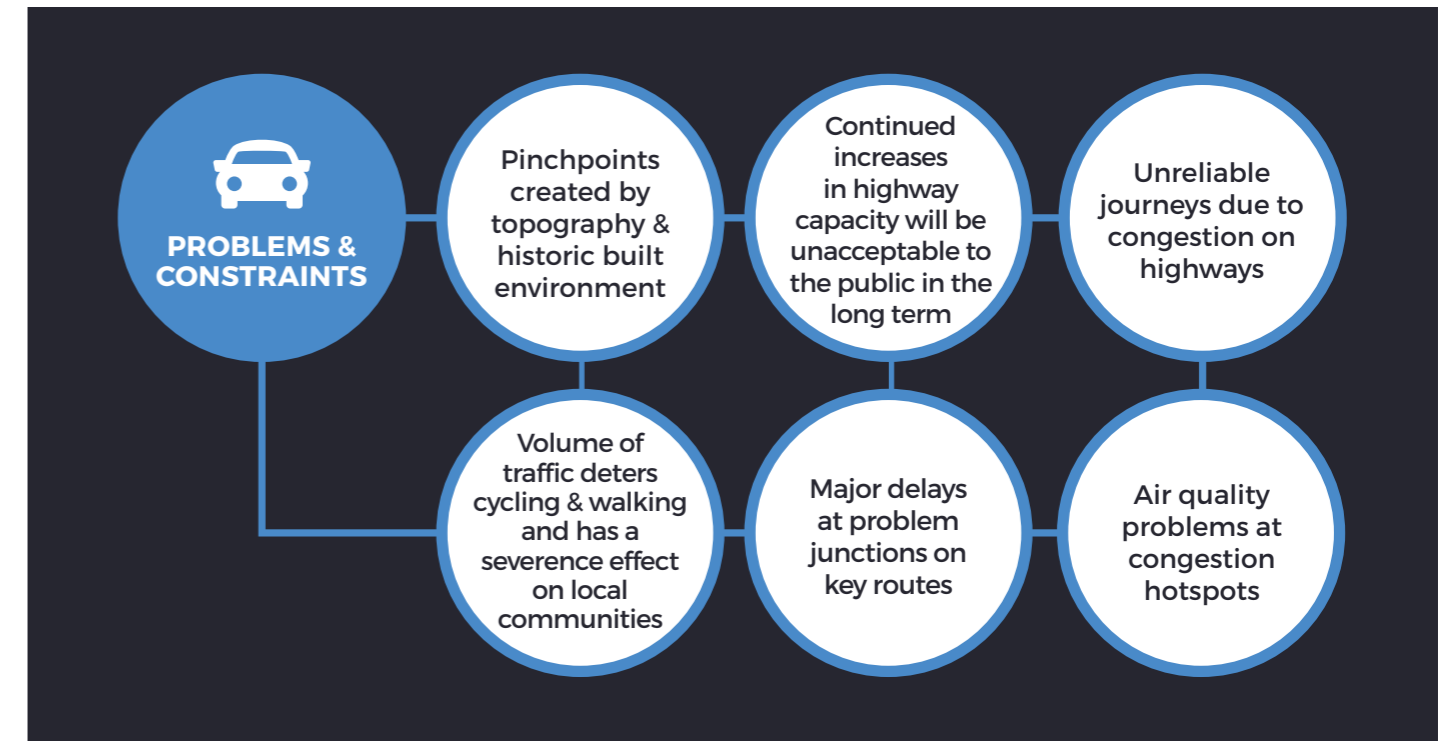 PROBLEMS &
CONSTRAINTS
Pinchpoints
created by
topography &
historic built
environment
Continued
increases
in highway
capacity will be
unacceptable to
the public in the
long term
Unreliable
journeys due to
congestion on
highways
Volume of
traffic deters
cycling & walking
and has a
severence effect
on local
communities
Major delays
at problem
junctions on
key routes
Air quality
problems at
congestion
hotspots